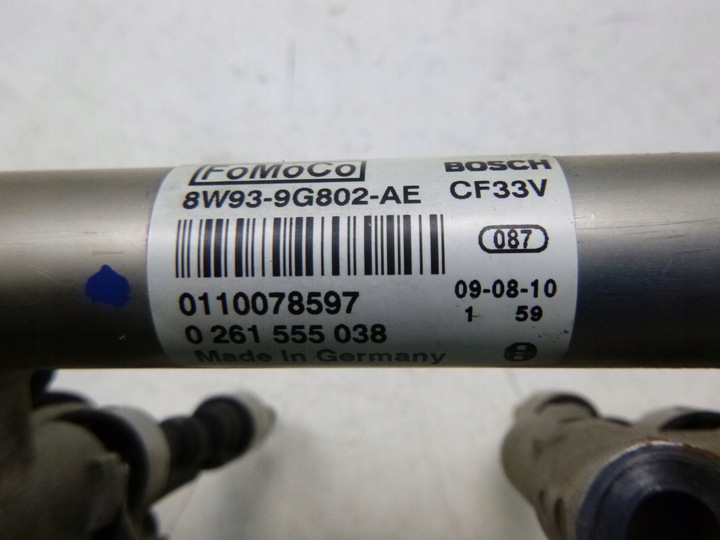 FoMoCo BOSCH
8W93-9G802-AE CF33V
087
0110078597 09-08-10
0 261 555 038 1 59
Made In Germany